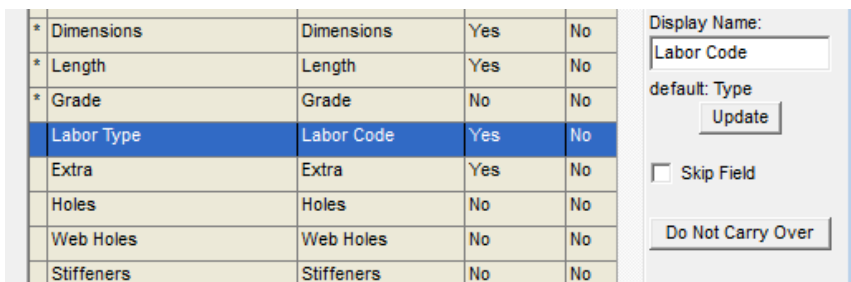 * Dimensions Dimensions Yes No
* Length Length Yes No
* Grade Grade No No
Labor Type Labor Code Yes No
Extra Extra Yes No
Holes Holes No No
Web Holes Web Holes No No
Stiffeners Stiffeners No No
Display Name:
Labor Code
default: Type
Update
Skip Field
Do Not Carry Over